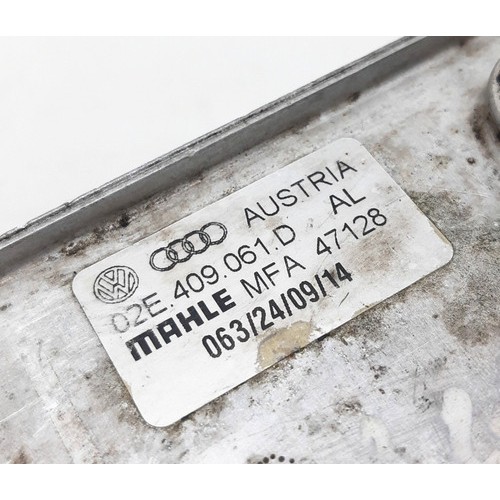 AUSTRIA
02E.409.061.D AL
MAHLE MFA 47128
063/24/09/14